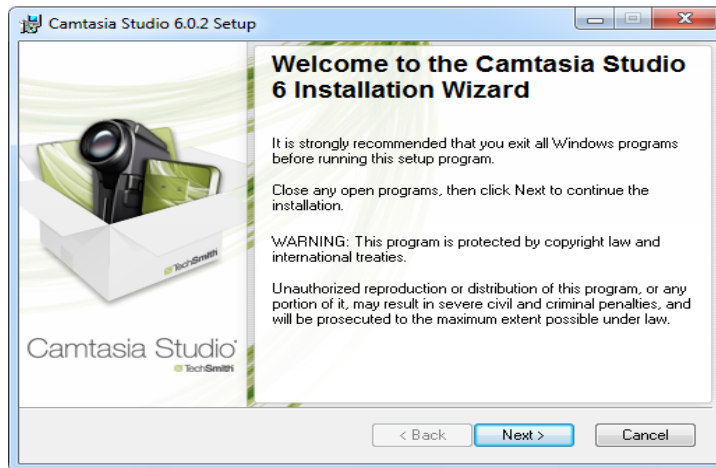 Camtasia Studio 6.0.2 Setup
Welcome to the Camtasia Studio
6 Installation Wizard
It is strongly recommended that you exit all Windows programs
before running this setup program.
Close any open programs, then click Next to continue the
installation.
WARNING: This program is protected by copyright law and
international treaties.
Unauthorized reproduction or distribution of this program, or any
portion of it, may result in severe civil and criminal penalties, and
will be prosecuted to the maximum extent possible under law.
TechSmith
Camtasia Studio
TechSmith
< Back
Next >
Cancel